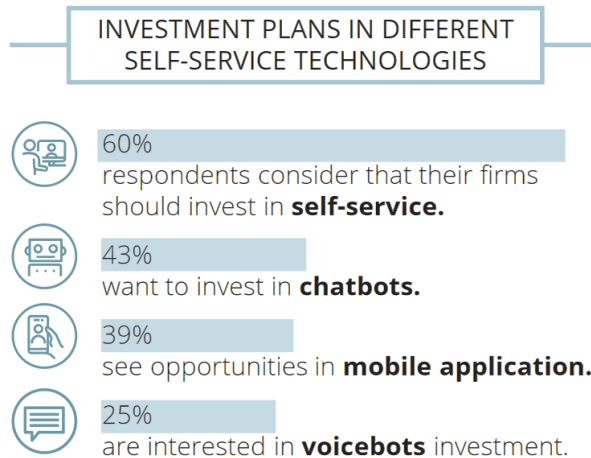 INVESTMENT PLANS IN DIFFERENT
SELF-SERVICE TECHNOLOGIES
60%
respondents consider that their firms
should invest in self-service.
43%
want to invest in chatbots.
39%
see opportunities in mobile application.
25%
are interested in voicebots investment.